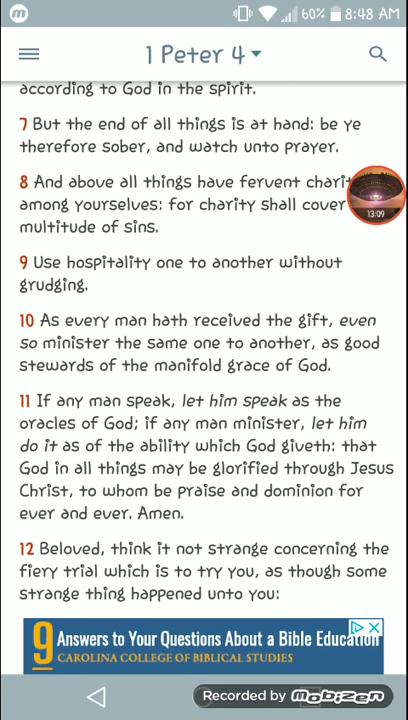 60% 8:48 AM
1 Peter 4
according to God in the spirit.
7 But the end of all things is at hand: be ye
therefore sober, and watch unto prayer.
8 And above all things have fervent
among yourselves: for charity shall cover
13:09
multitude of sins.
9 Use hospitality one to another without
grudging.
10 As every man hath received the gift, even
so minister the same one to another, as good
stewards of the manifold grace of God.
11 If any man speak, let him speak as the
oracles of God; if any man minister, let him
do it as of the ability which God giveth: that
God in all things may be glorified through Jesus
Christ, to whom be praise and dominion for
ever and ever. Amen.
12 Beloved, think it not strange concerning the
fiery trial which is to try you, as though some
strange thing happened unto you:
9 Answers to Your Questions About a Bible Education
CAROLINA COLLEGE OF BIBLICAL STUDIES
Recorded by Mobizen